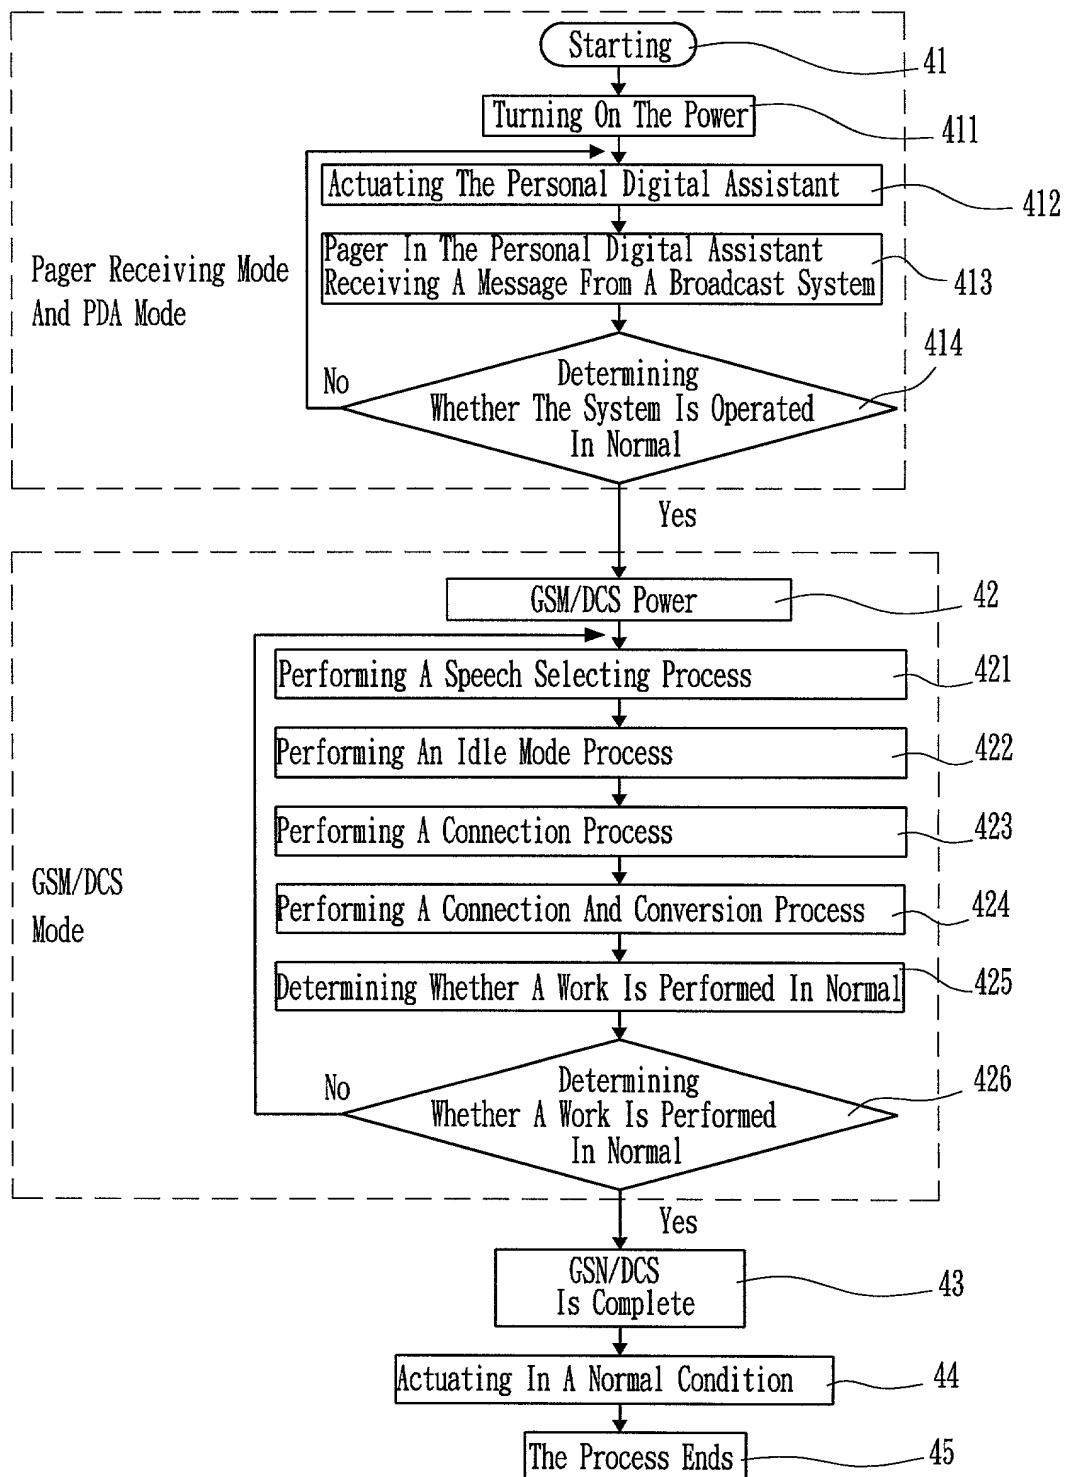 Starting
41
Turning On The Power
411
Actuating The Personal Digital Assistant
412
Pager In The Personal Digital Assistant
Receiving A Message From A Broadcast System
413
Pager Receiving Mode
And PDA Mode
414
No
Determining
Whether The System Is Operated
In Normal
Yes
GSM/DCS Power
42
Performing A Speech Selecting Process
421
Performing An Idle Mode Process
422
Performing A Connection Process
423
GSM/DCS
Mode
Performing A Connection And Conversion Process
424
Determining Whether A Work Is Performed In Normal
425
No
Determining
Whether A Work Is Performed
In Normal
426
Yes
GSN/DCS
Is Complete
43
Actuating In A Normal Condition
44
The Process Ends
45